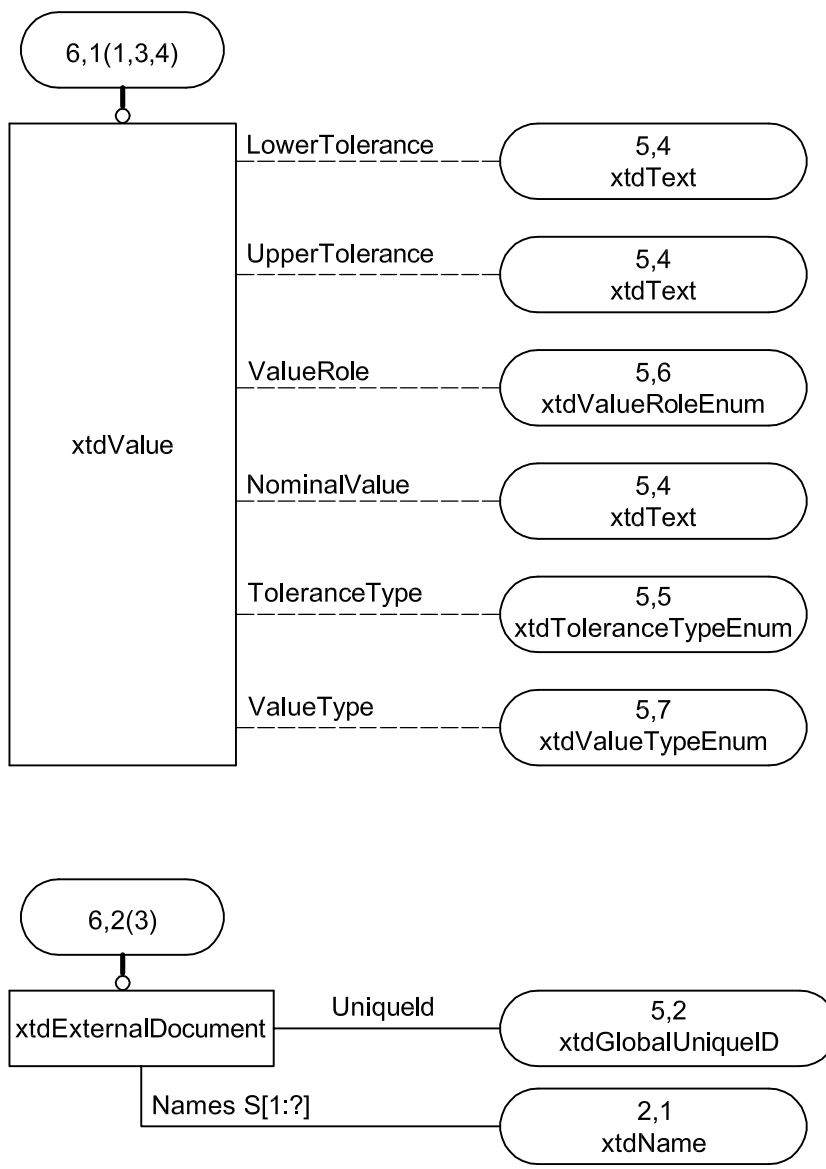 6,1(1,3,4)
xtdValue
LowerTolerance
5,4
xtdText
UpperTolerance
5,4
xtdText
ValueRole
5,6
xtdValueRoleEnum
NominalValue
5,4
xtdText
ToleranceType
5,5
xtdToleranceTypeEnum
ValueType
5,7
xtdValueTypeEnum
6,2(3)
xtdExternalDocument
UniqueId
5,2
xtdGlobalUniqueID
Names S[1:?]
2,1
xtdName